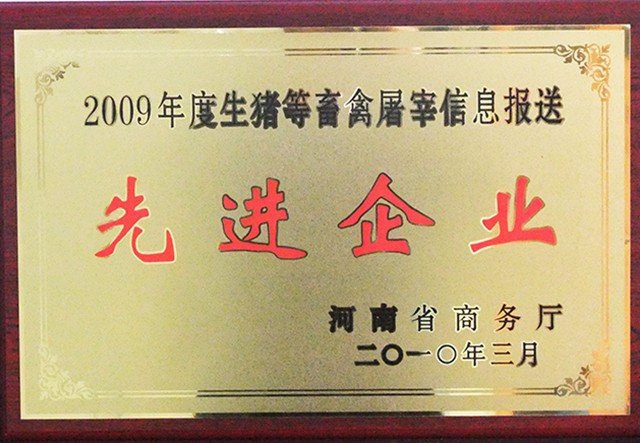 2009年度生猪等畜禽屠宰信息报送
先进企业
河南省商务厅
二〇一〇年三月